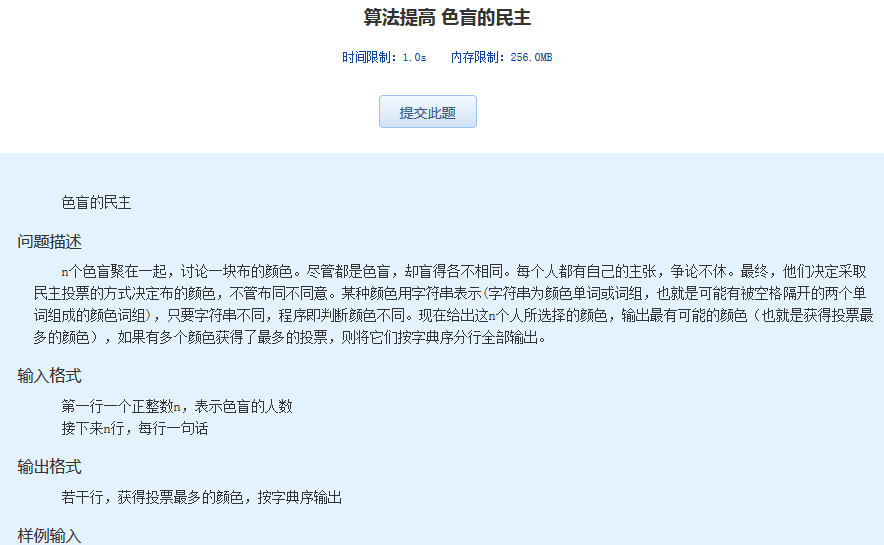 算法提高 色盲的民主
时间限制：1.0s 内存限制：256.0MB
提交此题
色盲的民主
问题描述
n个色盲聚在一起，讨论一块布的颜色。尽管都是色盲，却盲得各不相同。每个人都有自己的主张，争论不休。最终，他们决定采取
民主投票的方式决定布的颜色，不管布同不同意。某种颜色用字符串表示(字符串为颜色单词或词组，也就是可能有被空格隔开的两个单
词组成的颜色词组)，只要字符串不同，程序即判断颜色不同。现在给出这n个人所选择的颜色，输出最有可能的颜色（也就是获得投票最
多的颜色），如果有多个颜色获得了最多的投票，则将它们按字典序分行全部输出。
输入格式
第一行一个正整数n，表示色盲的人数
接下来n行，每行一句话
输出格式
若干行，获得投票最多的颜色，按字典序输出
样例输入